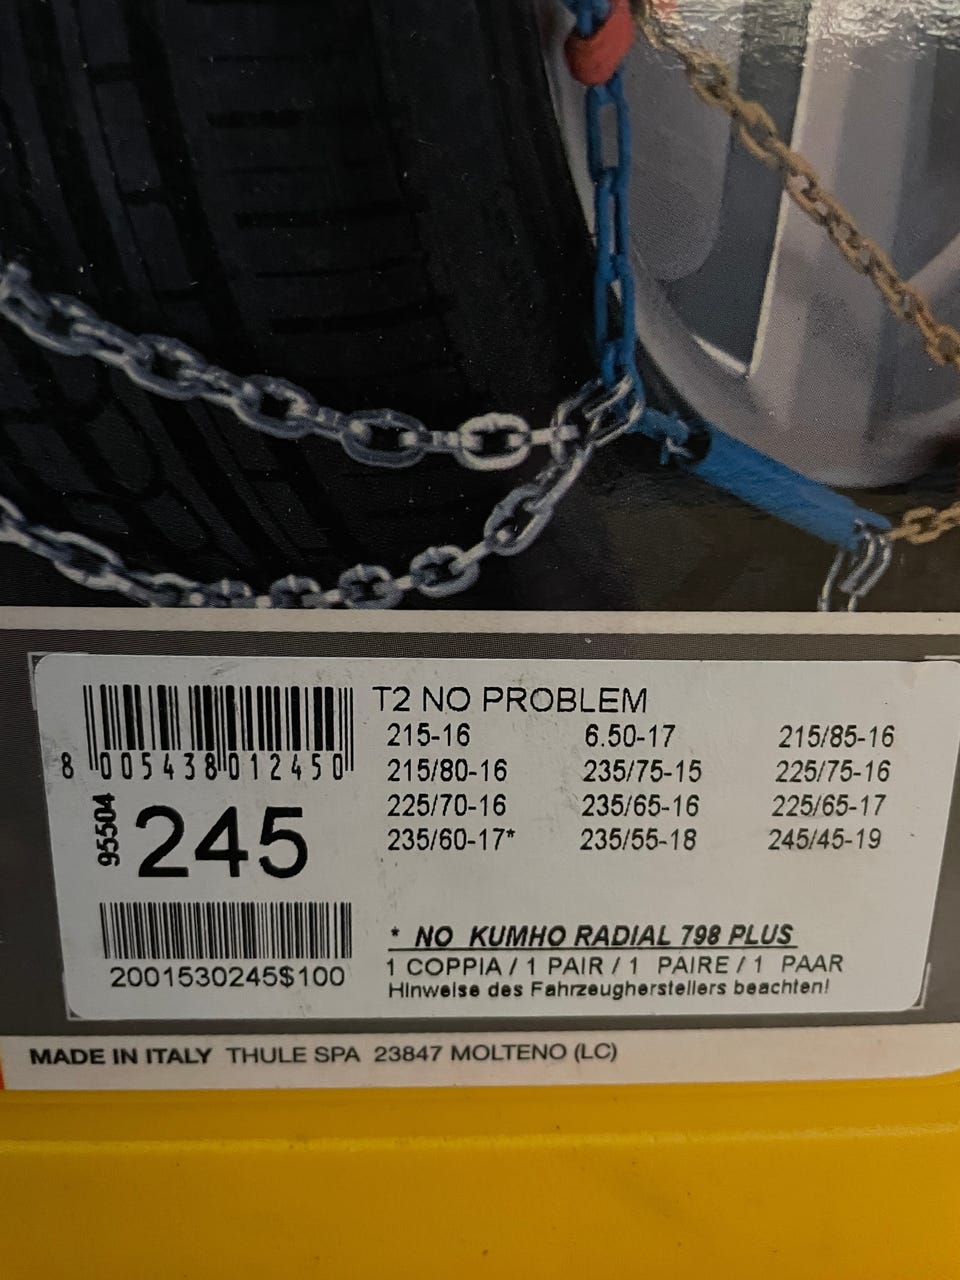 T2 NO PROBLEM
215-16 6.50-17 215/85-16
215/80-16 235/75-15 225/75-16
225/70-16 235/65-16 225/65-17
235/60-17* 235/55-18 245/45-19
8 005438 012450
95504
245
2001530245$100
* NO KUMHO RADIAL 798 PLUS
1 COPPIA / 1 PAIR / 1 PAIRE / 1 PAAR
Hinweise des Fahrzeugherstellers beachten!
MADE IN ITALY THULE SPA 23847 MOLTENO (LC)